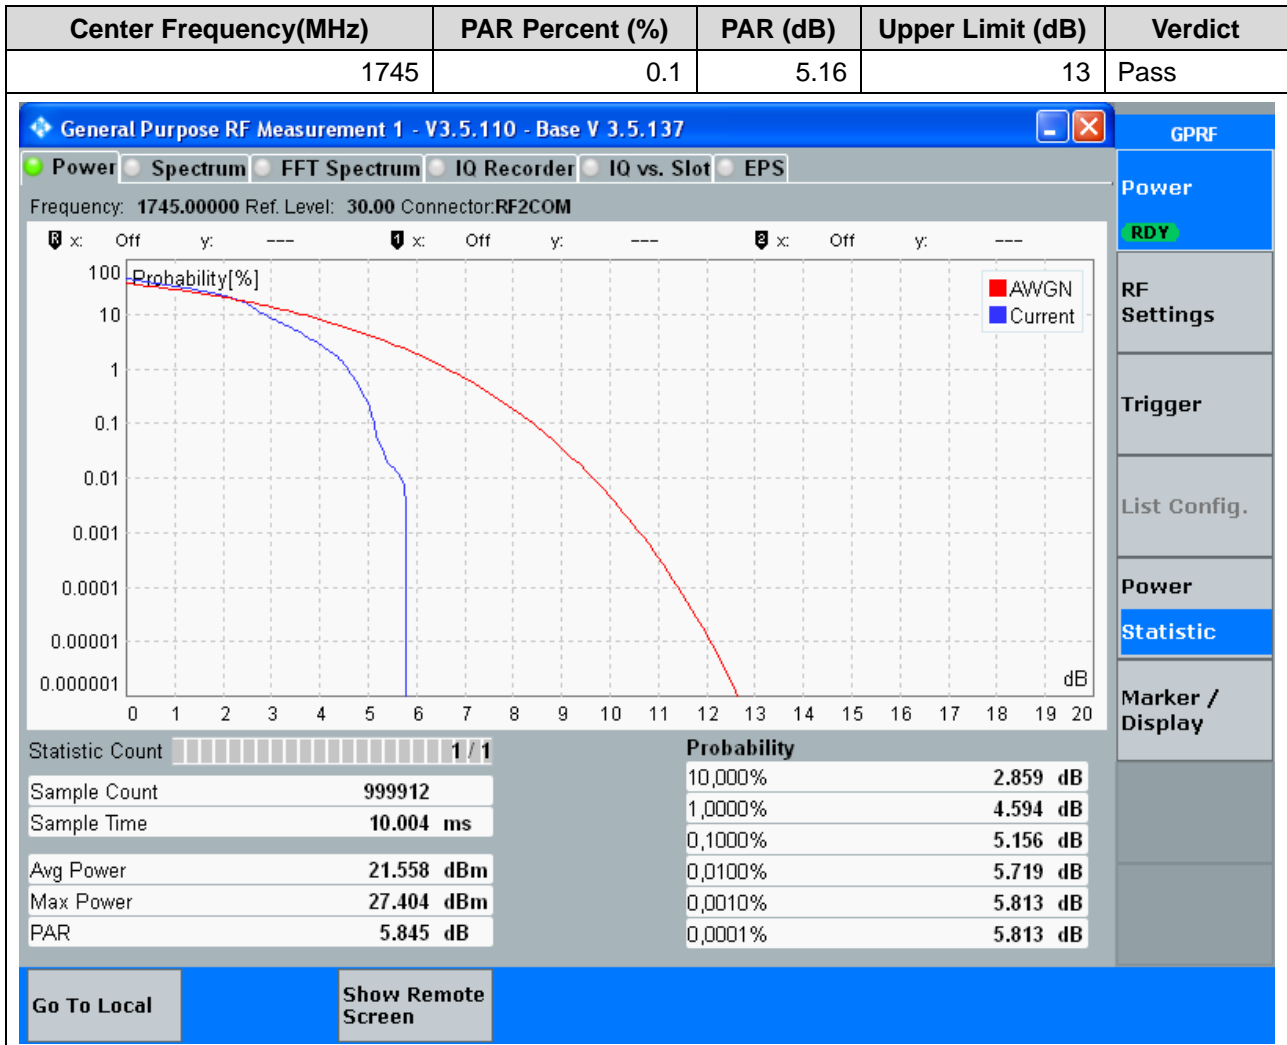 Center Frequency(MHz) PAR Percent (%) PAR (dB) Upper Limit (dB) Verdict
1745 0.1 5.16 13 Pass
General Purpose RF Measurement 1 - V3.5.110 - Base V 3.5.137
GPRF
Power Spectrum FFT Spectrum IQ Recorder IQ vs. Slot EPS
Power
RDY
Frequency: 1745.00000 Ref. Level: 30.00 Connector:RF2COM
R x: Off y: --- 1 x: Off y: --- 2 x: Off y: ---
Probability[%]
AWGN
Current
100
10
1
0.1
0.01
0.001
0.0001
0.00001
0.000001
dB
0 1 2 3 4 5 6 7 8 9 10 11 12 13 14 15 16 17 18 19 20
RF
Settings
Trigger
List Config.
Power
Statistic
Marker /
Display
Statistic Count 1 / 1
Sample Count 999912
Sample Time 10.004 ms
Avg Power 21.558 dBm
Max Power 27.404 dBm
PAR 5.845 dB
Probability
10,000% 2.859 dB
1,0000% 4.594 dB
0,1000% 5.156 dB
0,0100% 5.719 dB
0,0010% 5.813 dB
0,0001% 5.813 dB
Go To Local
Show Remote
Screen